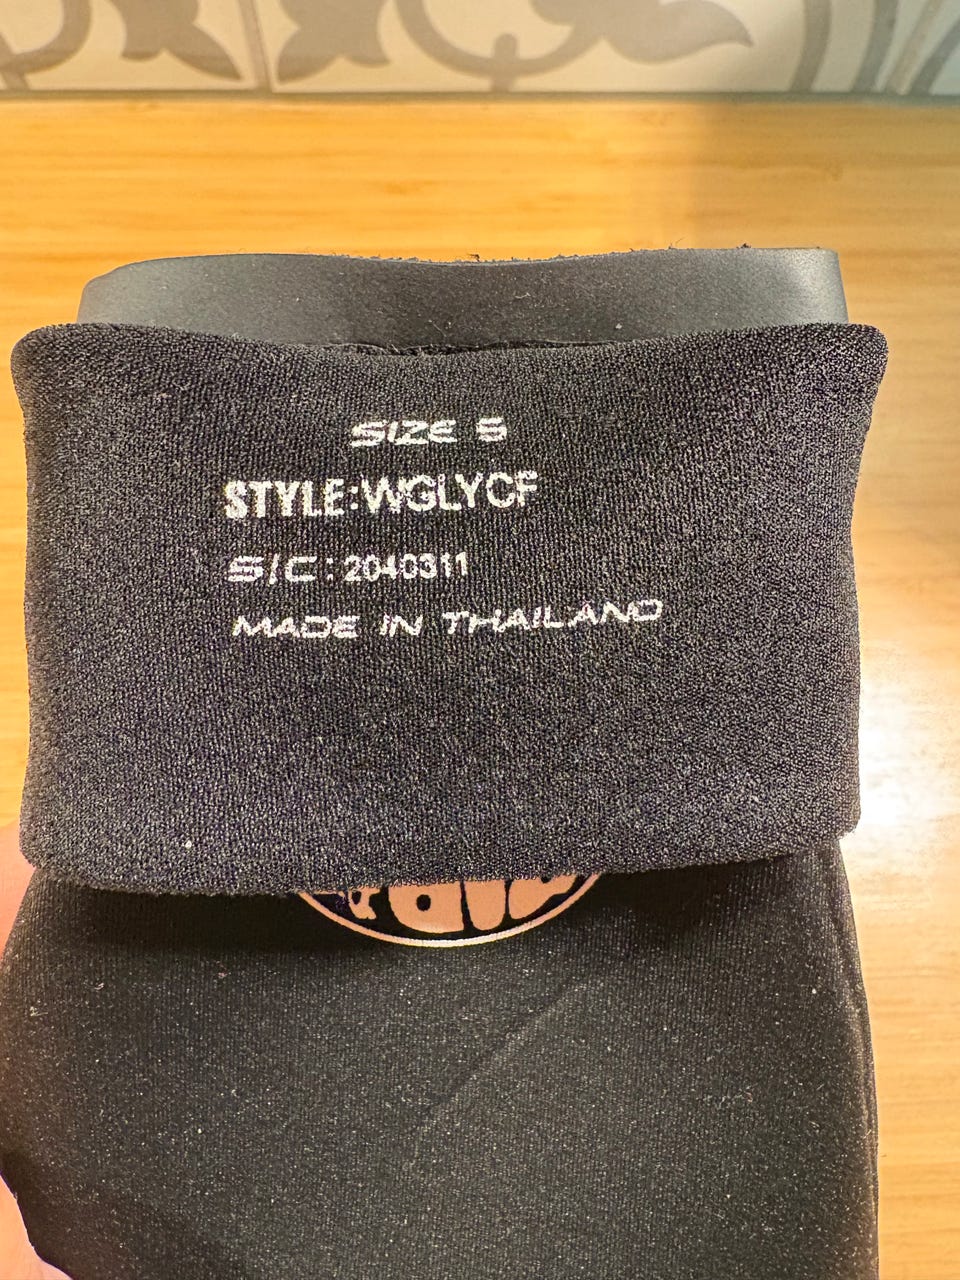 SIZE S
STYLE:WGLYCF
S/C: 2040311
MADE IN THAILAND